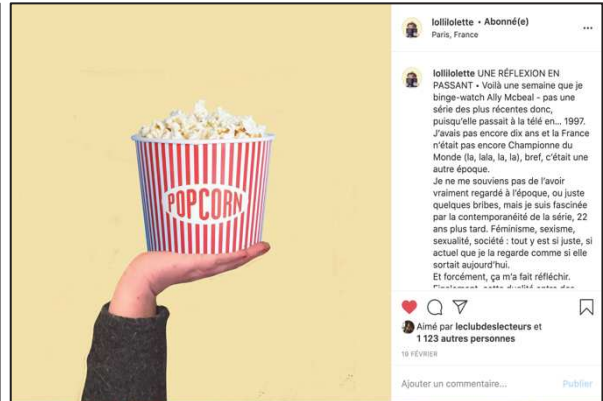 POPCORN
lollilolette • Abonné(e)
Paris, France
lollilolette UNE RÉFLEXION EN
PASSANT • Voilà une semaine que je
binge-watch Ally Mcbeal - pas une
série des plus récentes donc,
puisqu'elle passait à la télé en... 1997.
J'avais pas encore dix ans et la France
n'était pas encore Championne du
Monde (la, lala, la, la), bref, c'était une
autre époque.
Je ne me souviens pas de l'avoir
vraiment regardé à l'époque, ou juste
quelques bribes, mais je suis fascinée
par la contemporanéité de la série, 22
ans plus tard. Féminisme, sexisme,
sexualité, société : tout y est si juste, si
actuel que je la regarde comme si elle
sortait aujourd'hui.
Et forcément, ça m'a fait réfléchir.
Finalement, cette dualité entre des
Aimé par leclubdeslecteurs et
1 123 autres personnes
19 FÉVRIER
Ajouter un commentaire...
Publier